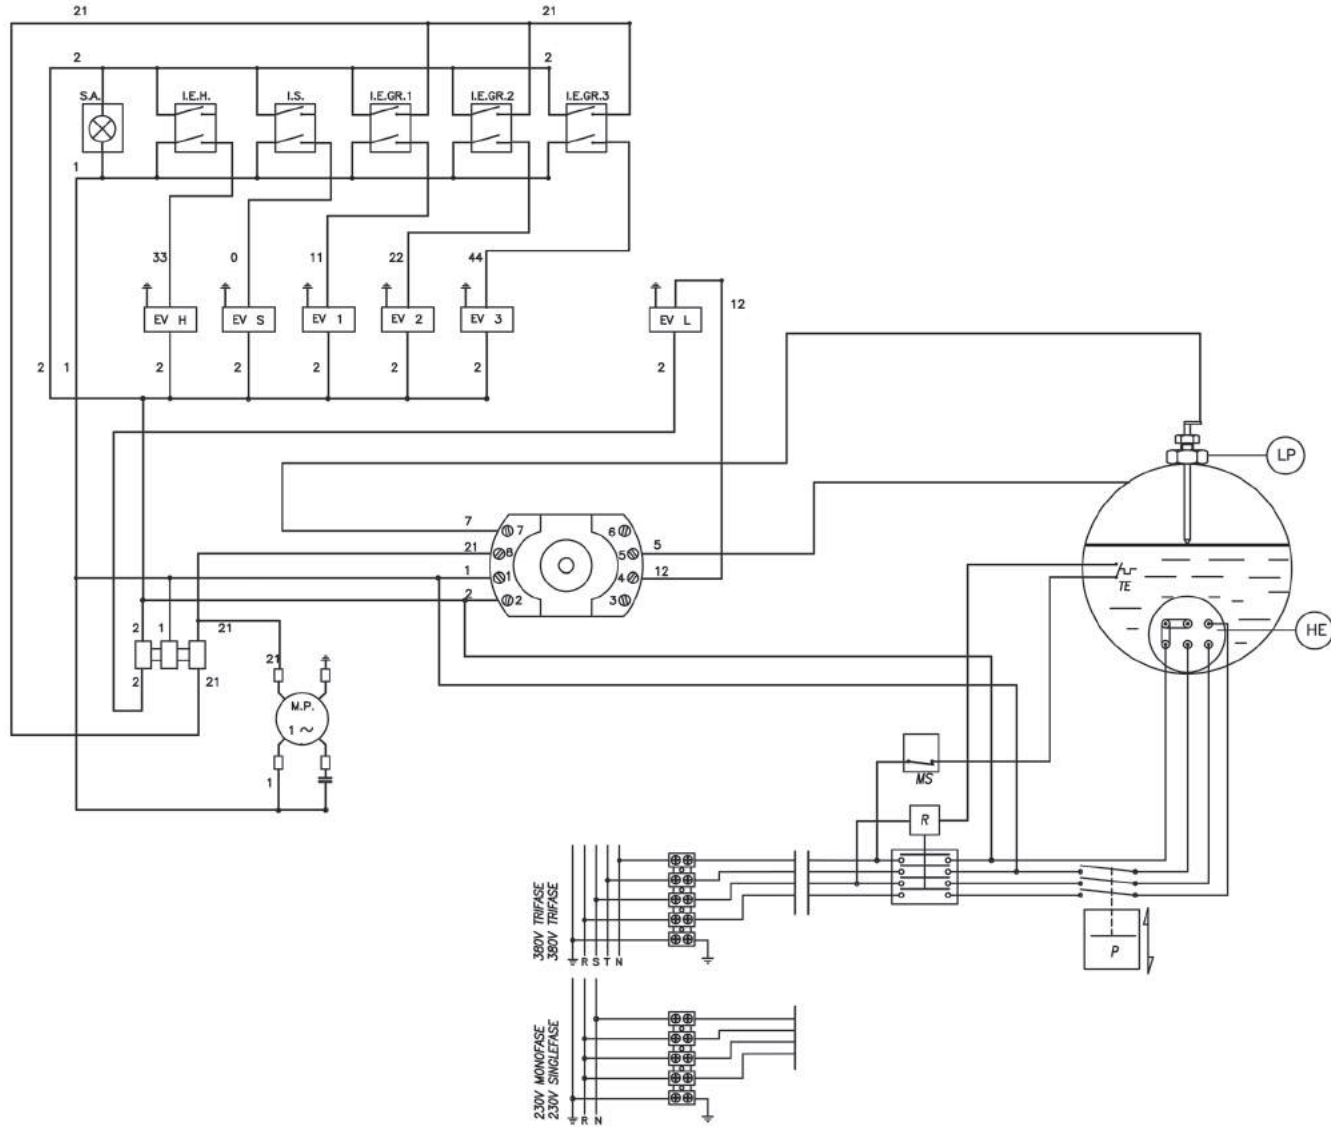 21 21
2 2
S.A. I.E.H. I.S. I.E.GR.1 I.E.GR.2 I.E.GR.3
1
33 0 11 22 44
12
EV H EV S EV 1 EV 2 EV 3 EV L
2 1 2 2 2 2 2 2
LP
7 7 6
21 8 5 5
1 1 4 12
2 2 3
TE
2 1 21
HE
21
2 21
M.P.
1 ~
1
MS
R
380V TRIFASE
380V TRIFASE
R S T N
P
230V MONOFASE
230V SINGLEFASE
R N